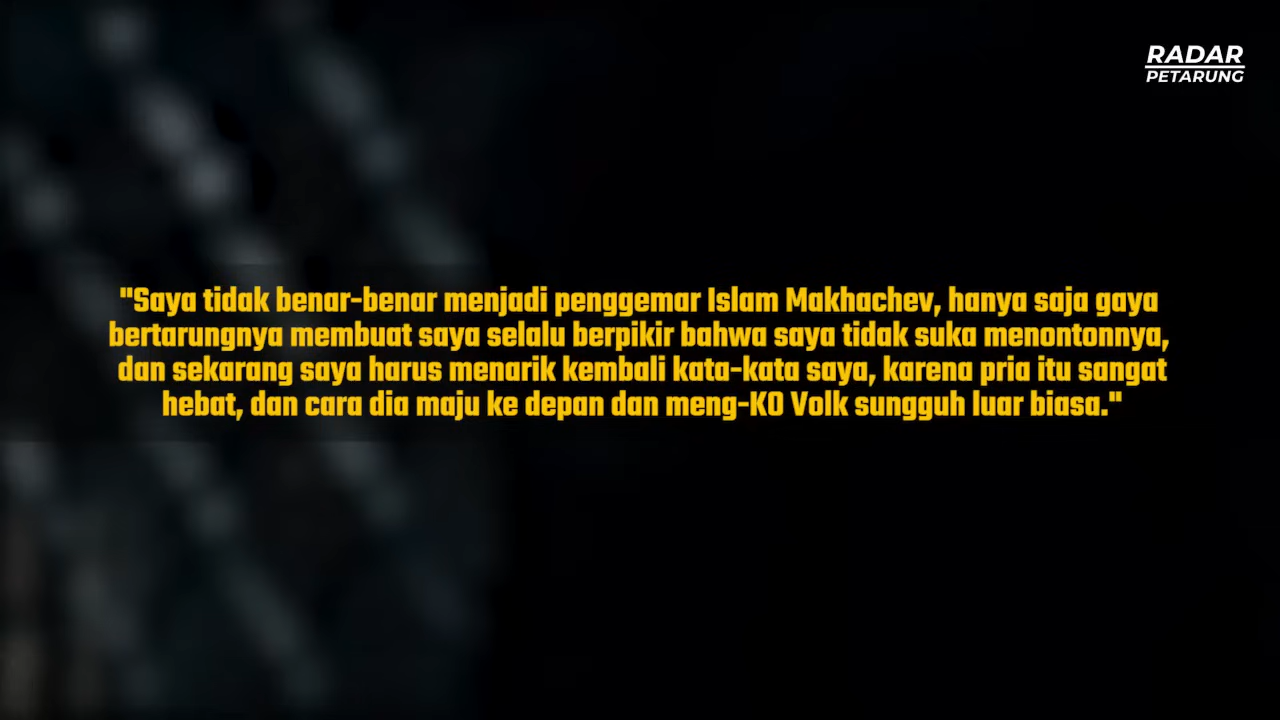 RADAR
PETARUNG
"Saya tidak benar-benar menjadi penggemar Islam Makhachev, hanya saja gaya
bertarungnya membuat saya selalu berpikir bahwa saya tidak suka menontonnya,
dan sekarang saya harus menarik kembali kata-kata saya, karena pria itu sangat
hebat, dan cara dia maju ke depan dan meng-KO Volk sungguh luar biasa."